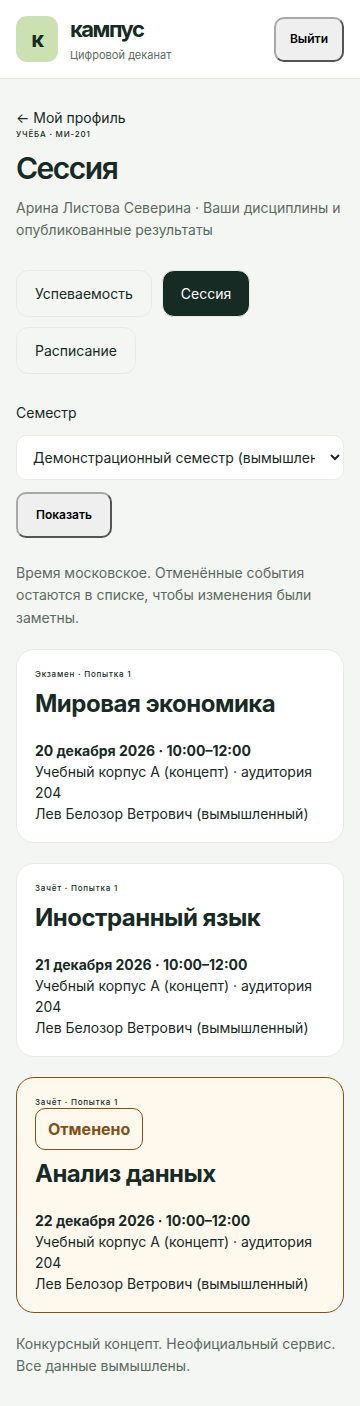 к
кампус
Цифровой деканат
Выйти
← Мой профиль
УЧЁБА · МИ-201
Сессия
Арина Листова Северина · Ваши дисциплины и
опубликованные результаты
Успеваемость
Сессия
Расписание
Семестр
Демонстрационный семестр (вымышлен
Показать
Время московское. Отменённые события
остаются в списке, чтобы изменения были
заметны.
Экзамен · Попытка 1
Мировая экономика
20 декабря 2026 · 10:00–12:00
Учебный корпус А (концепт) · аудитория
204
Лев Белозор Ветрович (вымышленный)
Зачёт · Попытка 1
Иностранный язык
21 декабря 2026 · 10:00–12:00
Учебный корпус А (концепт) · аудитория
204
Лев Белозор Ветрович (вымышленный)
Зачёт · Попытка 1
Отменено
Анализ данных
22 декабря 2026 · 10:00–12:00
Учебный корпус А (концепт) · аудитория
204
Лев Белозор Ветрович (вымышленный)
Конкурсный концепт. Неофициальный сервис.
Все данные вымышлены.